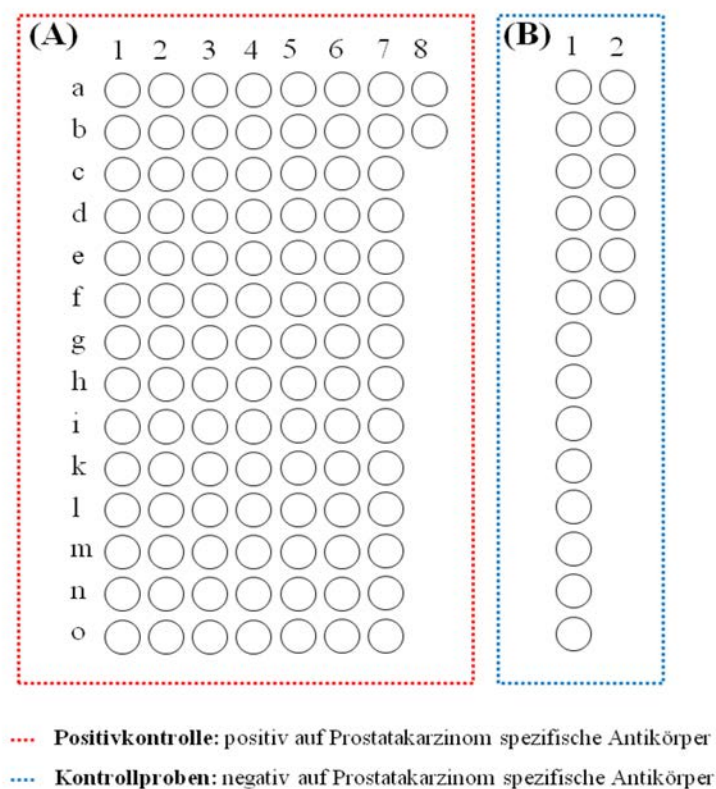 (A) 1 2 3 4 5 6 7 8 (B) 1 2
a
b
c
d
e
f
g
h
i
k
l
m
n
o
Positivkontrolle: positiv auf Prostatakarzinom spezifische Antikörper
Kontrollproben: negativ auf Prostatakarzinom spezifische Antikörper